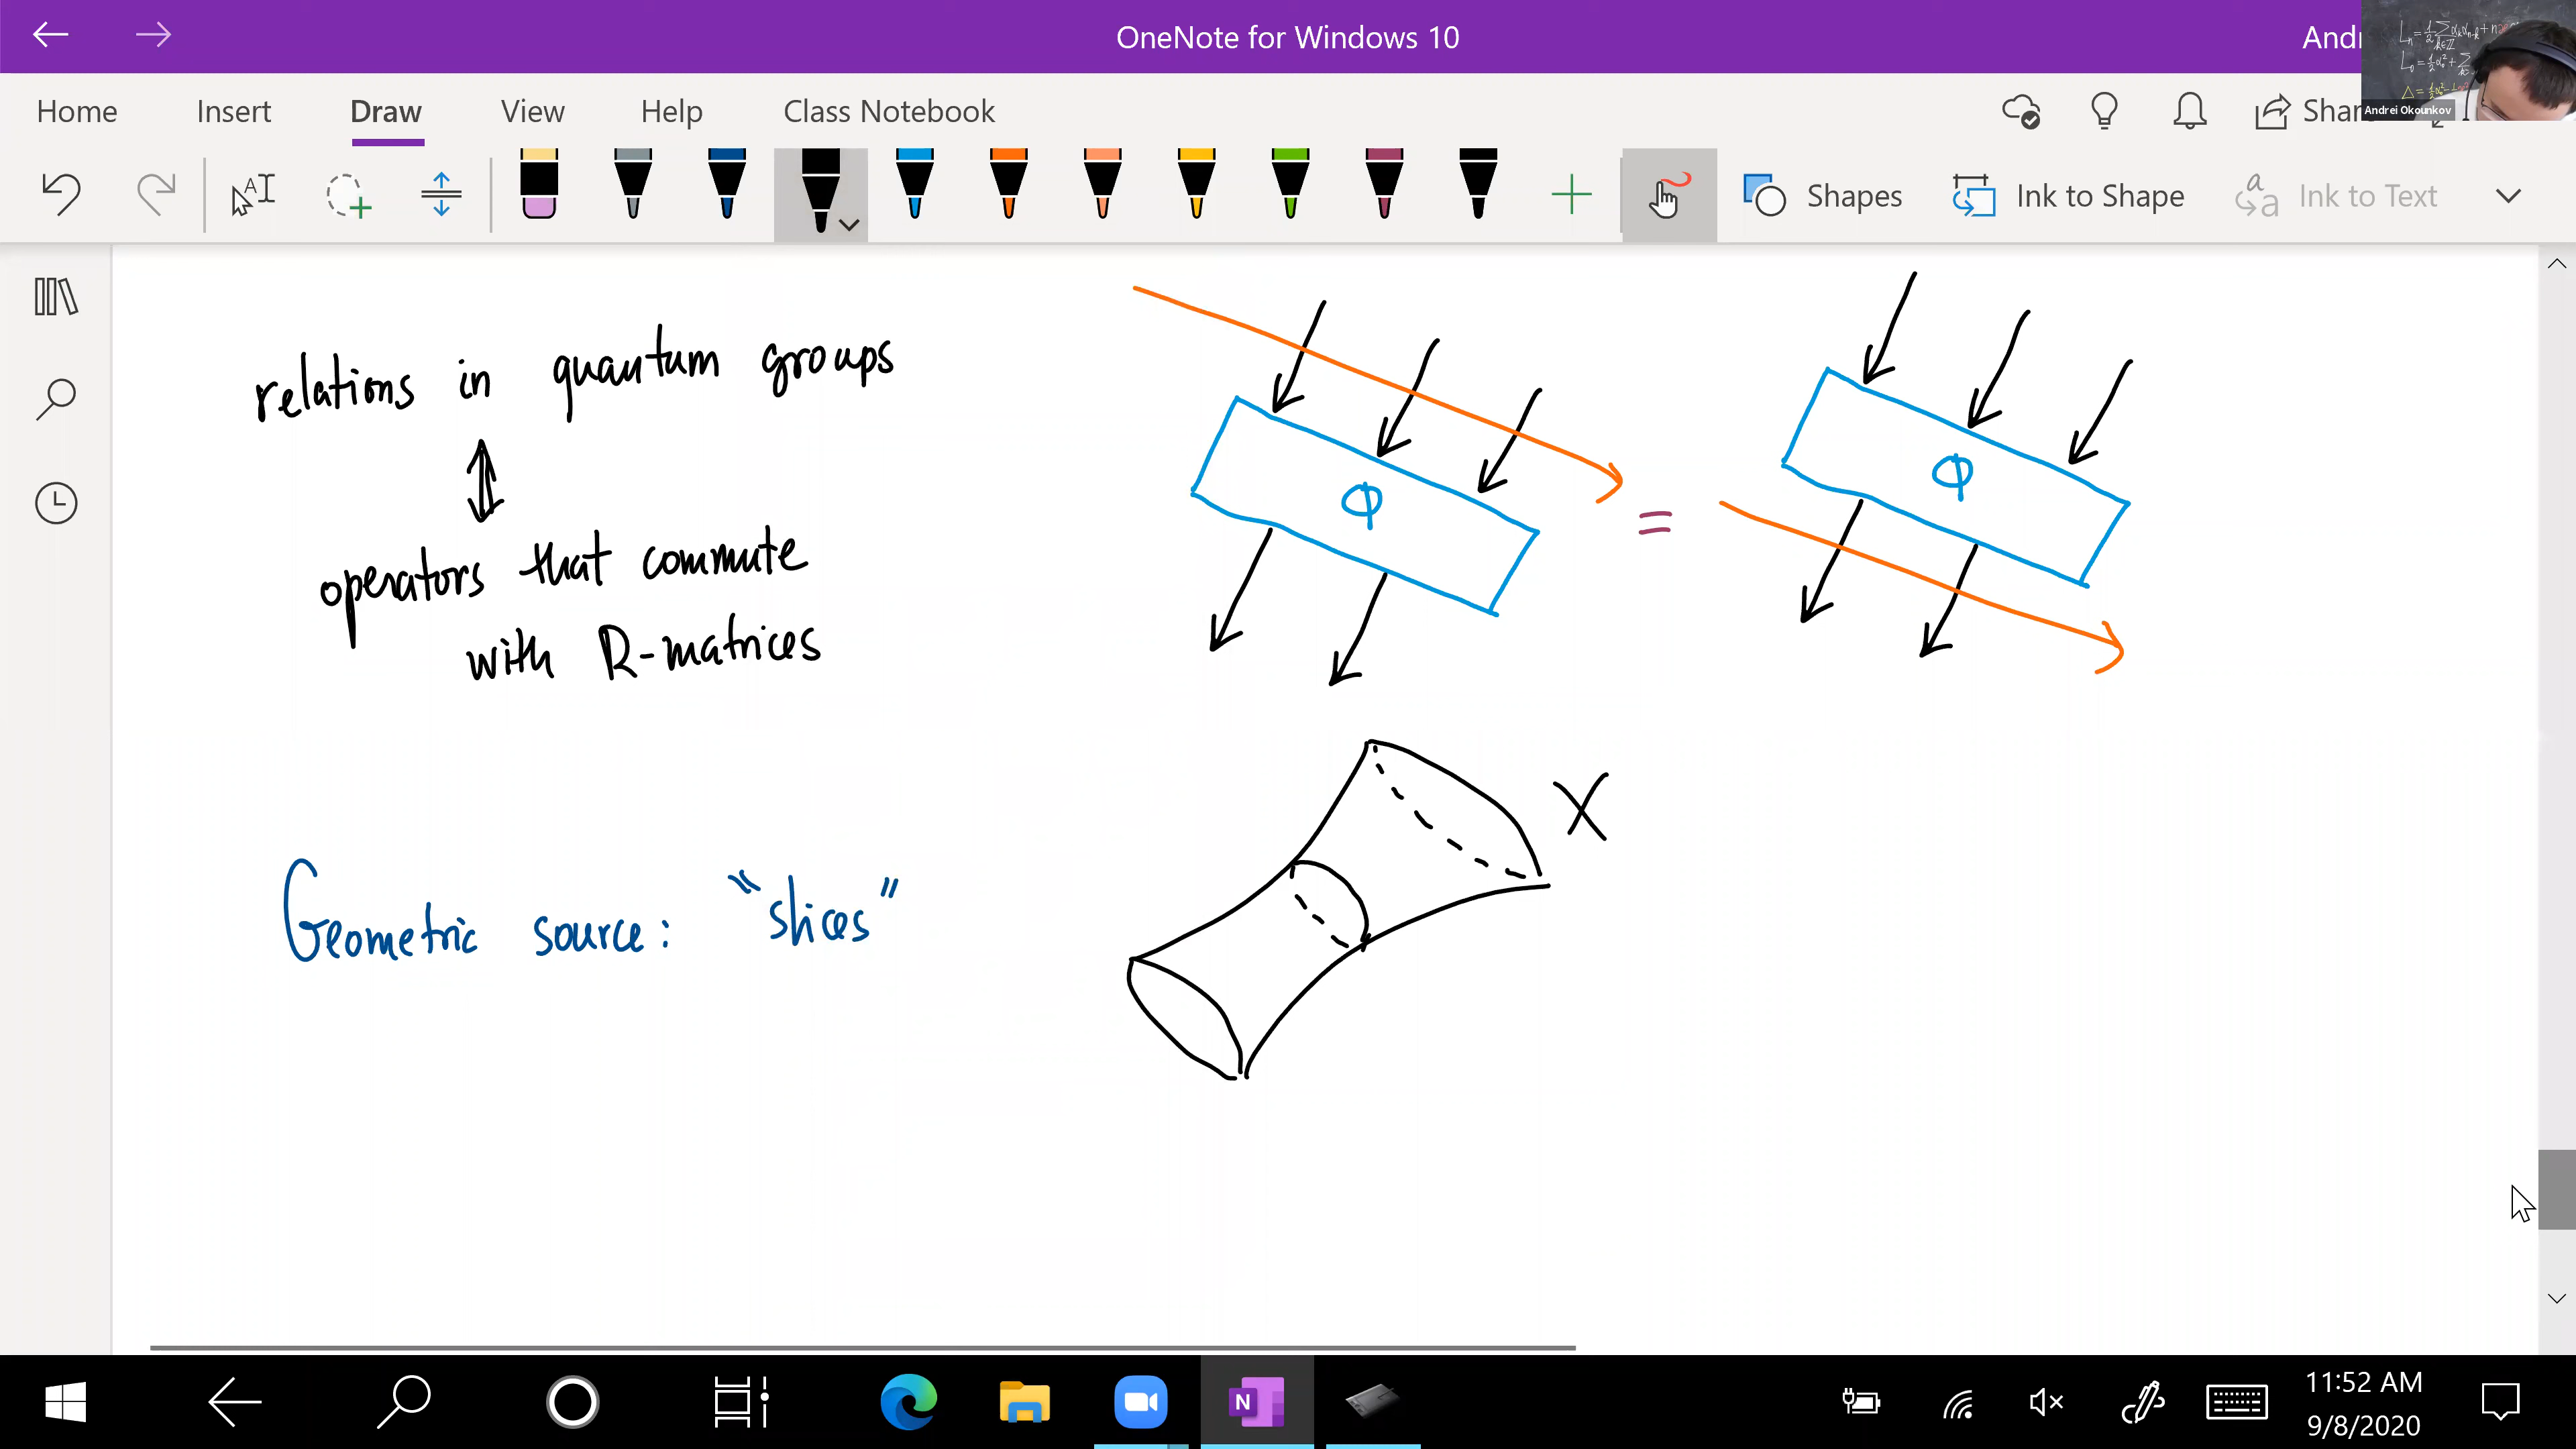 OneNote for Windows 10
Andr
Andrei Okounkov
Home Insert Draw View Help Class Notebook
Shar
Shapes Ink to Shape Ink to Text
relations in quantum groups
operators that commute
with R-matrices
Φ = Φ
X
Geometric source: "slices"
11:52 AM
9/8/2020